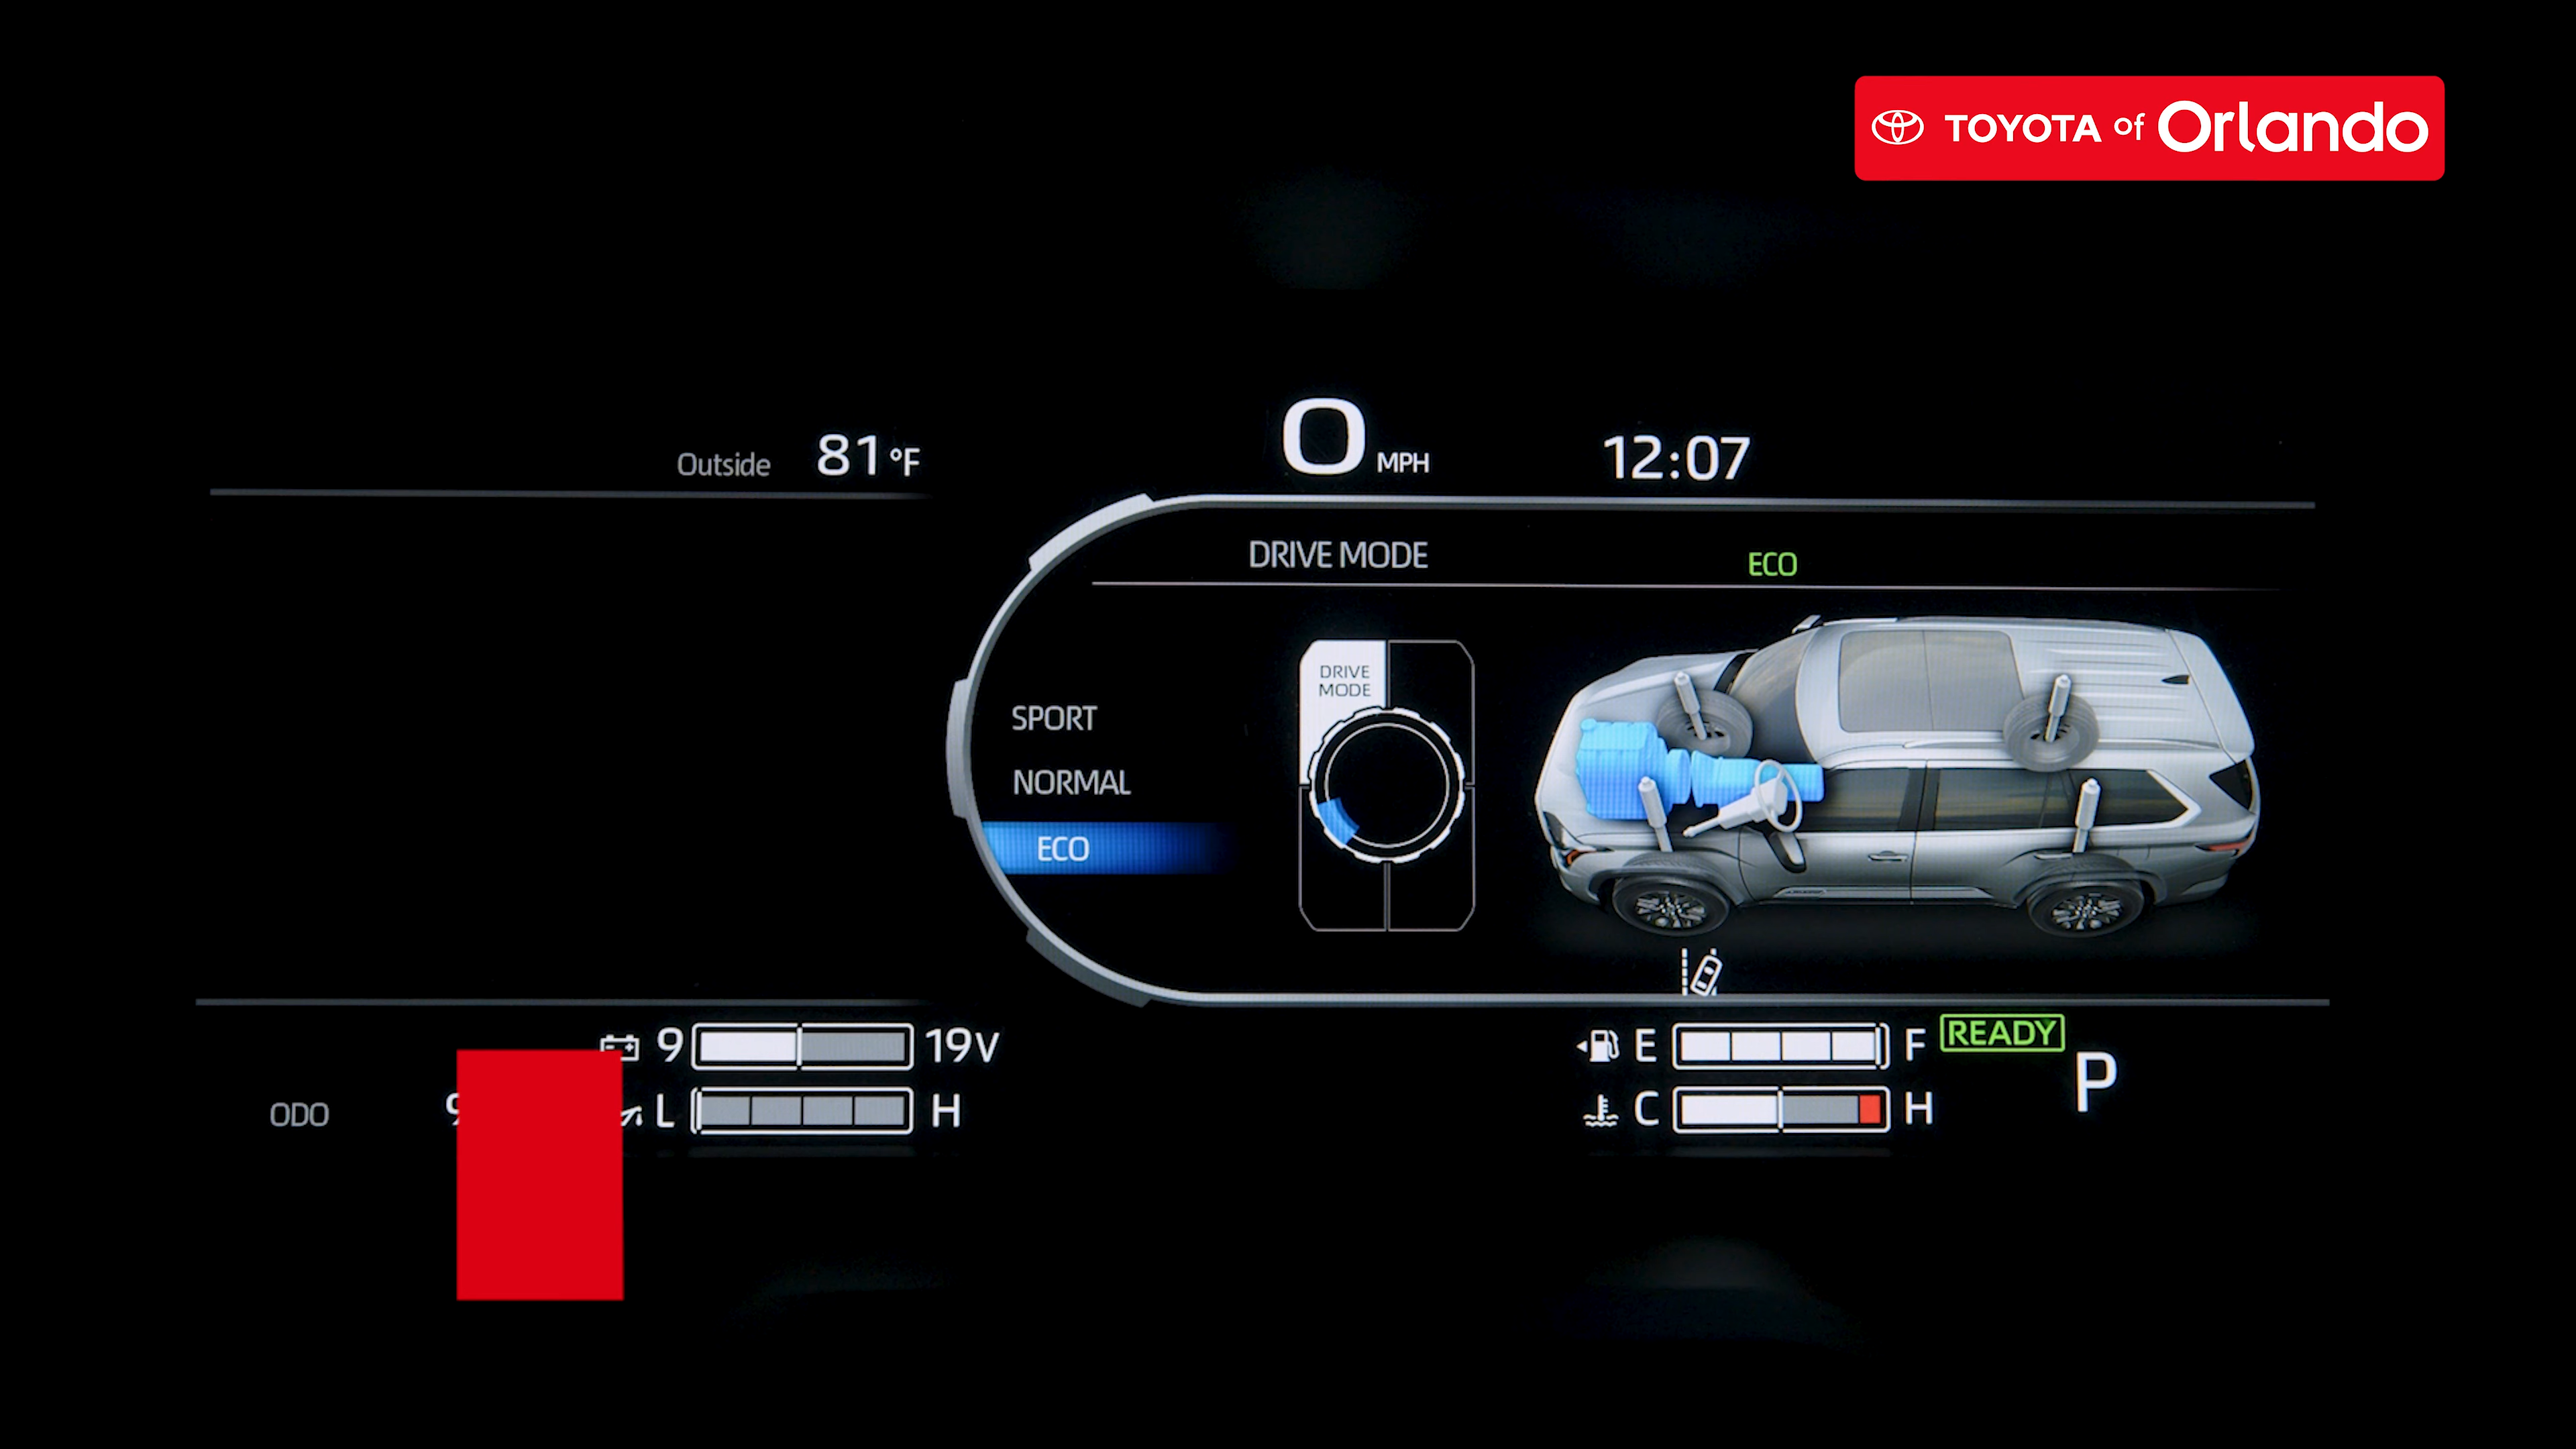 TOYOTA of Orlando
Outside 81°F
0 MPH
12:07
DRIVE MODE
ECO
SPORT
NORMAL
ECO
DRIVE
MODE
9 19V
E F
READY
P
ODO
L H
C H